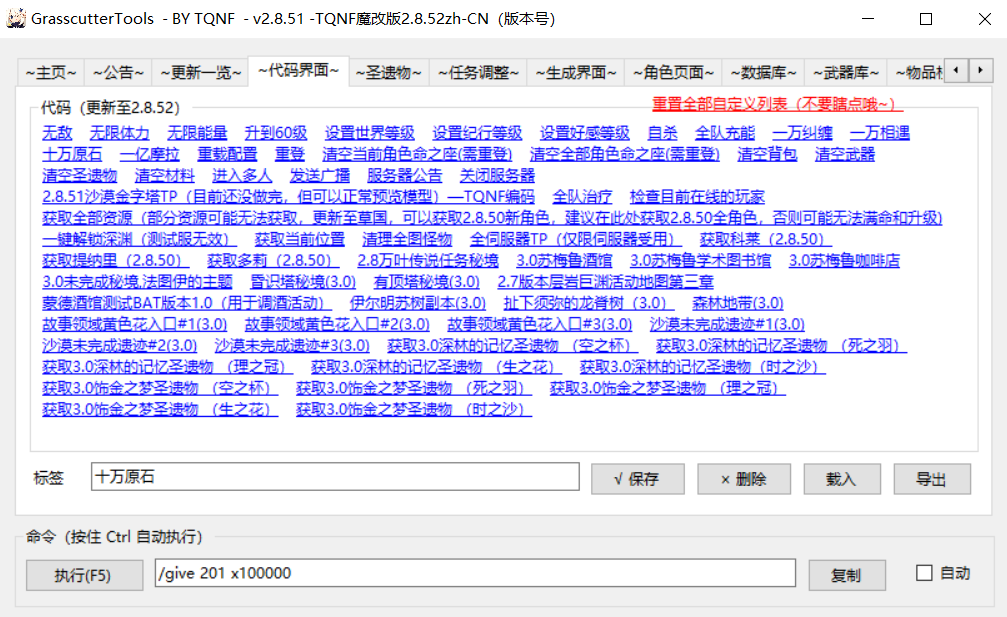 GrasscutterTools - BY TQNF - v2.8.51 -TQNF魔改版2.8.52zh-CN（版本号）
~主页~ ~公告~ ~更新一览~ ~代码界面~ ~圣遗物~ ~任务调整~ ~生成界面~ ~角色页面~ ~数据库~ ~武器库~ ~物品
代码（更新至2.8.52） 重置全部自定义列表（不要瞎点哦~）
无敌 无限体力 无限能量 升到60级 设置世界等级 设置纪行等级 设置好感等级 自杀 全队充能 一万纠缠 一万相遇
十万原石 一亿摩拉 重载配置 重登 清空当前角色命之座(需重登) 清空全部角色命之座(需重登) 清空背包 清空武器
清空圣遗物 清空材料 进入多人 发送广播 服务器公告 关闭服务器
2.8.51沙漠金字塔TP（目前还没做完，但可以正常预览模型）—TQNF编码 全队治疗 检查目前在线的玩家
获取全部资源（部分资源可能无法获取，更新至草国，可以获取2.8.50新角色，建议在此处获取2.8.50全角色，否则可能无法满命和升级)
一键解锁深渊（测试服无效） 获取当前位置 清理全图怪物 全伺服器TP（仅限伺服器受用） 获取科莱（2.8.50）
获取提纳里（2.8.50） 获取多莉（2.8.50） 2.8万叶传说任务秘境 3.0苏梅鲁酒馆 3.0苏梅鲁学术图书馆 3.0苏梅鲁咖啡店
3.0未完成秘境,法图伊的主题 昏识塔秘境(3.0) 有顶塔秘境(3.0) 2.7版本层岩巨渊活动地图第三章
蒙德酒馆测试BAT版本1.0（用于调酒活动） 伊尔明苏树副本(3.0) 扯下须弥的龙脊树（3.0） 森林地带(3.0)
故事领域黄色花入口#1(3.0) 故事领域黄色花入口#2(3.0) 故事领域黄色花入口#3(3.0) 沙漠未完成遗迹#1(3.0)
沙漠未完成遗迹#2(3.0) 沙漠未完成遗迹#3(3.0) 获取3.0深林的记忆圣遗物 （空之杯） 获取3.0深林的记忆圣遗物 （死之羽）
获取3.0深林的记忆圣遗物 （理之冠） 获取3.0深林的记忆圣遗物 （生之花） 获取3.0深林的记忆圣遗物（时之沙）
获取3.0饰金之梦圣遗物 （空之杯） 获取3.0饰金之梦圣遗物 （死之羽） 获取3.0饰金之梦圣遗物 （理之冠）
获取3.0饰金之梦圣遗物 （生之花） 获取3.0饰金之梦圣遗物 （时之沙）
标签 十万原石 √ 保存 × 删除 载入 导出
命令（按住 Ctrl 自动执行）
执行(F5) /give 201 x100000 复制 自动